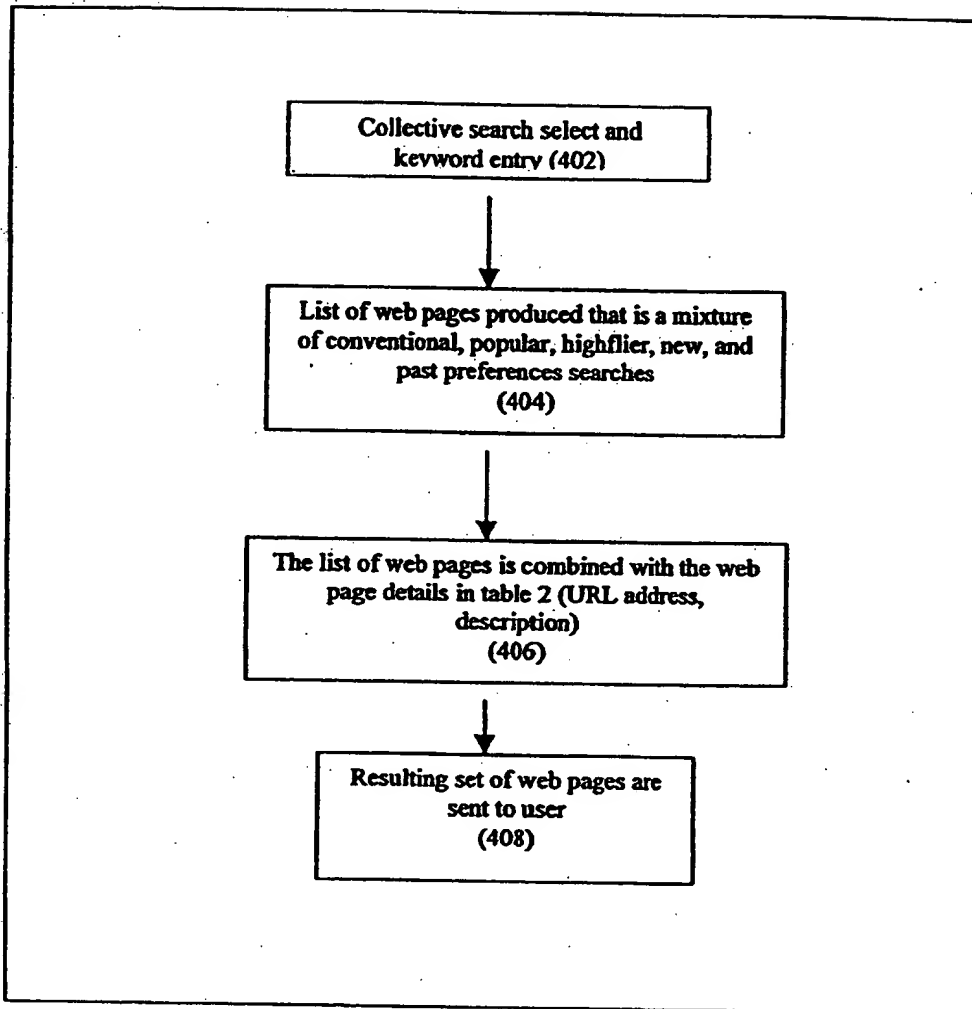 Collective search select and
keyword entry (402)
List of web pages produced that is a mixture
of conventional, popular, highflier, new, and
past preferences searches
(404)
The list of web pages is combined with the web
page details in table 2 (URL address,
description)
(406)
Resulting set of web pages are
sent to user
(408)